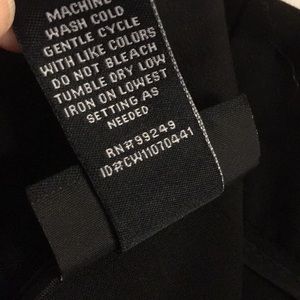 MACHINE
WASH COLD
GENTLE CYCLE
WITH LIKE COLORS
DO NOT BLEACH
TUMBLE DRY LOW
IRON ON LOWEST
SETTING AS
NEEDED
RN#99249
ID#CW11070441